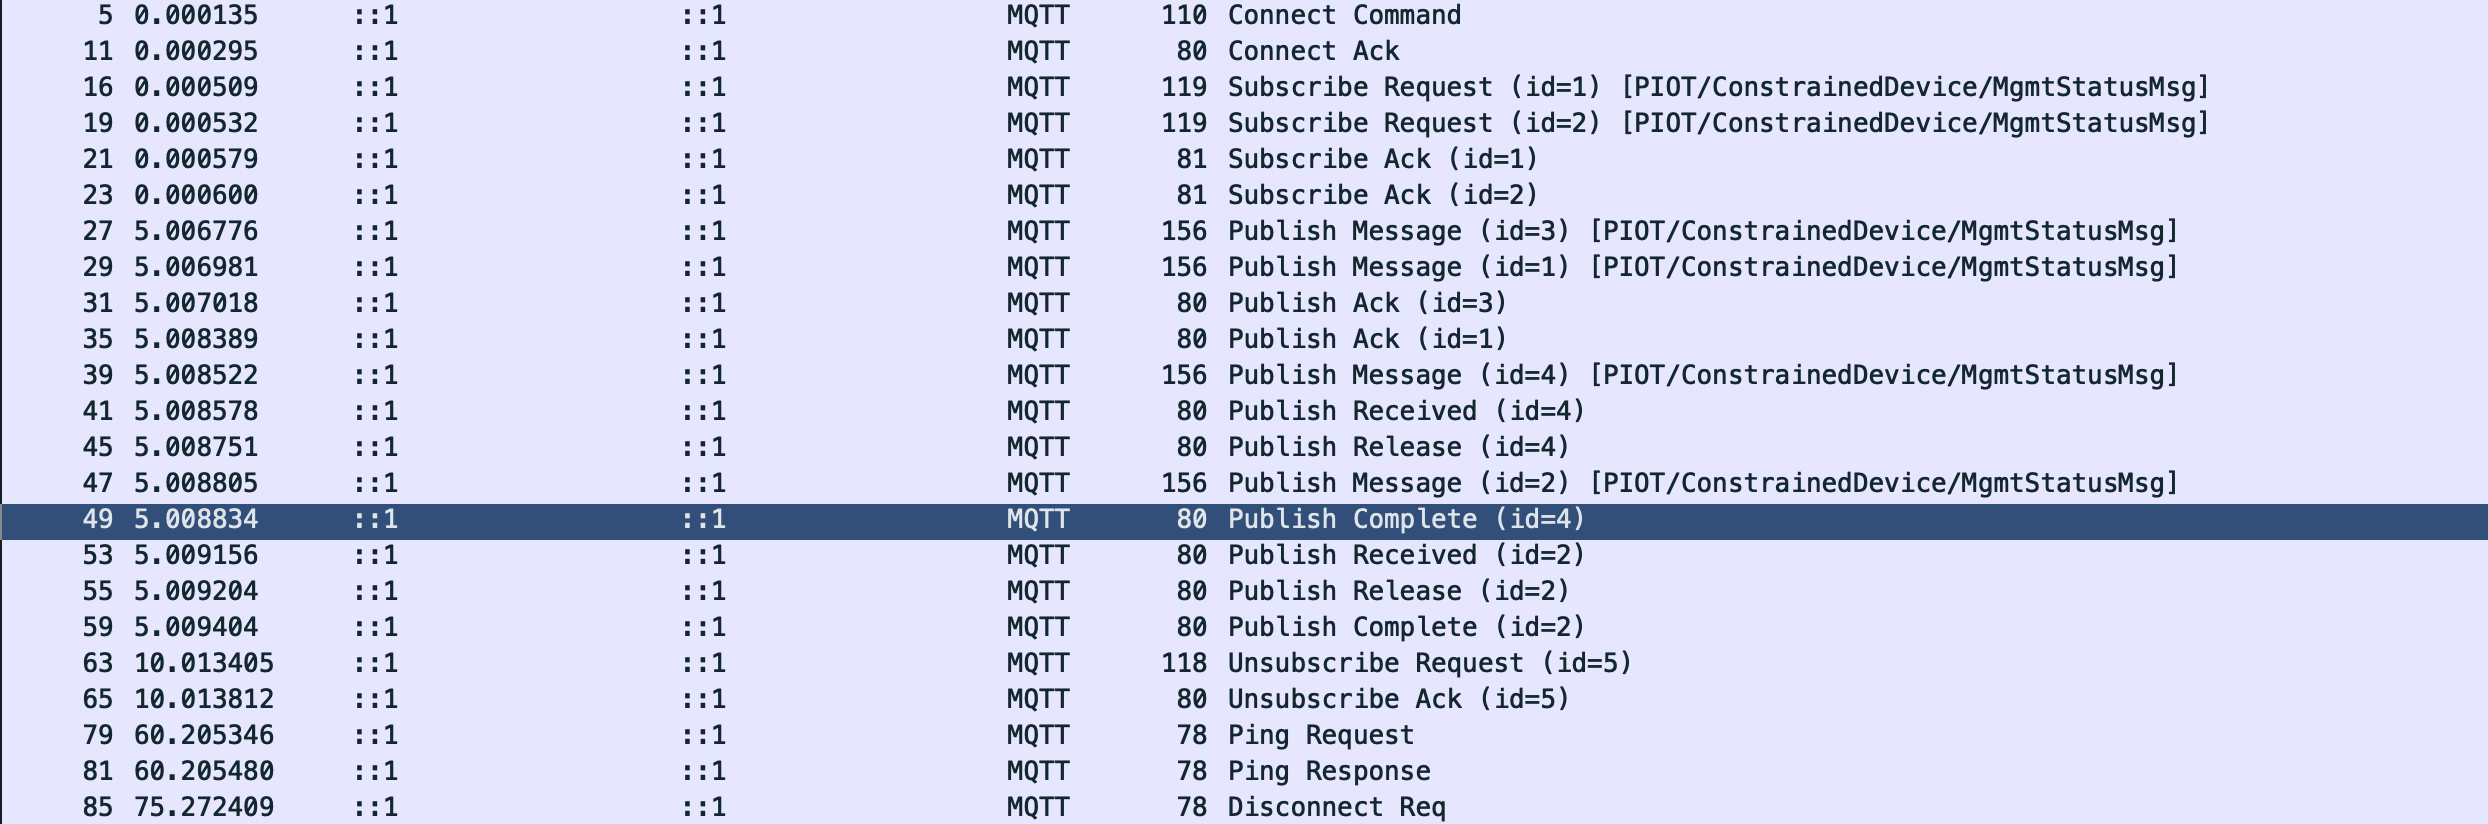 5 0.000135 ::1 ::1 MQTT 110 Connect Command
11 0.000295 ::1 ::1 MQTT 80 Connect Ack
16 0.000509 ::1 ::1 MQTT 119 Subscribe Request (id=1) [PIOT/ConstrainedDevice/MgmtStatusMsg]
19 0.000532 ::1 ::1 MQTT 119 Subscribe Request (id=2) [PIOT/ConstrainedDevice/MgmtStatusMsg]
21 0.000579 ::1 ::1 MQTT 81 Subscribe Ack (id=1)
23 0.000600 ::1 ::1 MQTT 81 Subscribe Ack (id=2)
27 5.006776 ::1 ::1 MQTT 156 Publish Message (id=3) [PIOT/ConstrainedDevice/MgmtStatusMsg]
29 5.006981 ::1 ::1 MQTT 156 Publish Message (id=1) [PIOT/ConstrainedDevice/MgmtStatusMsg]
31 5.007018 ::1 ::1 MQTT 80 Publish Ack (id=3)
35 5.008389 ::1 ::1 MQTT 80 Publish Ack (id=1)
39 5.008522 ::1 ::1 MQTT 156 Publish Message (id=4) [PIOT/ConstrainedDevice/MgmtStatusMsg]
41 5.008578 ::1 ::1 MQTT 80 Publish Received (id=4)
45 5.008751 ::1 ::1 MQTT 80 Publish Release (id=4)
47 5.008805 ::1 ::1 MQTT 156 Publish Message (id=2) [PIOT/ConstrainedDevice/MgmtStatusMsg]
49 5.008834 ::1 ::1 MQTT 80 Publish Complete (id=4)
53 5.009156 ::1 ::1 MQTT 80 Publish Received (id=2)
55 5.009204 ::1 ::1 MQTT 80 Publish Release (id=2)
59 5.009404 ::1 ::1 MQTT 80 Publish Complete (id=2)
63 10.013405 ::1 ::1 MQTT 118 Unsubscribe Request (id=5)
65 10.013812 ::1 ::1 MQTT 80 Unsubscribe Ack (id=5)
79 60.205346 ::1 ::1 MQTT 78 Ping Request
81 60.205480 ::1 ::1 MQTT 78 Ping Response
85 75.272409 ::1 ::1 MQTT 78 Disconnect Req